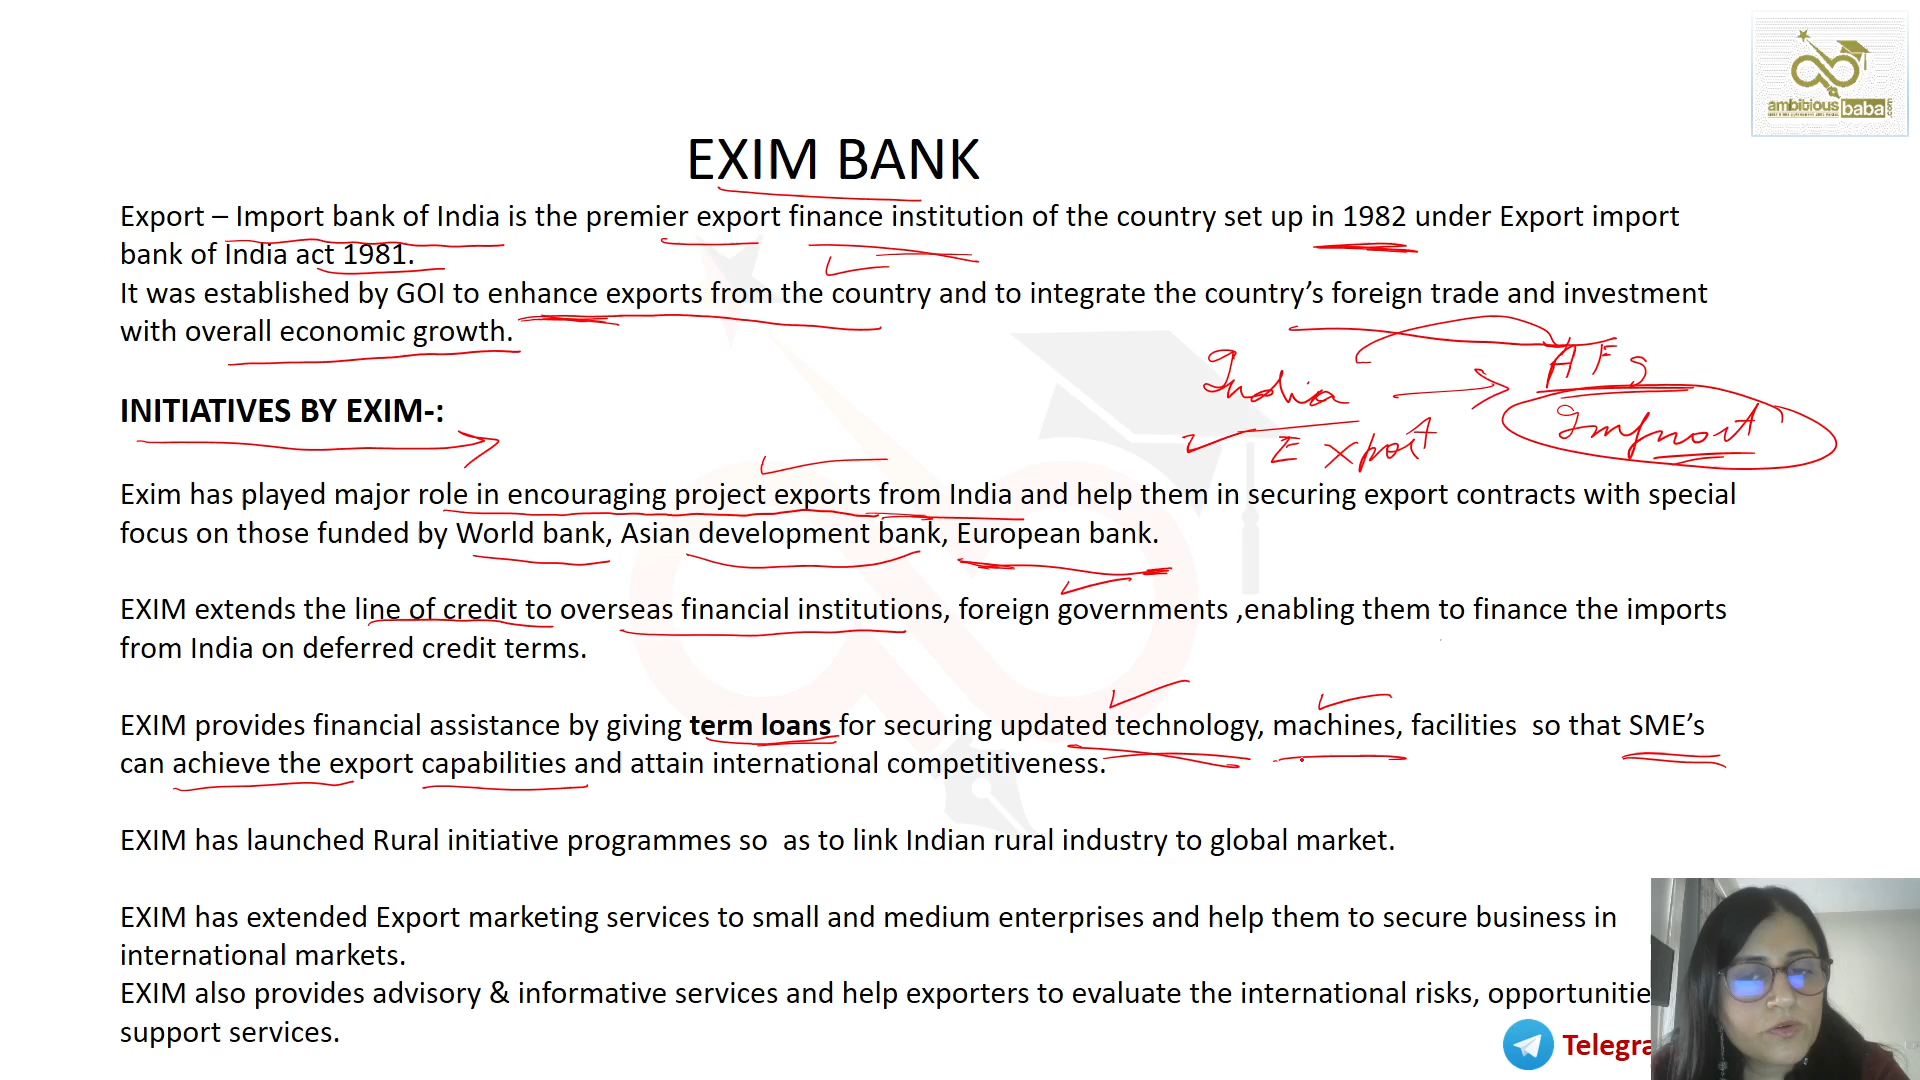 ambitious baba .com
EXIM BANK
Export – Import bank of India is the premier export finance institution of the country set up in 1982 under Export import
bank of India act 1981.
It was established by GOI to enhance exports from the country and to integrate the country's foreign trade and investment
with overall economic growth.
India
AFG
Export
Import
INITIATIVES BY EXIM-:
Exim has played major role in encouraging project exports from India and help them in securing export contracts with special
focus on those funded by World bank, Asian development bank, European bank.
EXIM extends the line of credit to overseas financial institutions, foreign governments ,enabling them to finance the imports
from India on deferred credit terms.
EXIM provides financial assistance by giving term loans for securing updated technology, machines, facilities so that SME's
can achieve the export capabilities and attain international competitiveness.
EXIM has launched Rural initiative programmes so as to link Indian rural industry to global market.
EXIM has extended Export marketing services to small and medium enterprises and help them to secure business in
international markets.
EXIM also provides advisory & informative services and help exporters to evaluate the international risks, opportunitie
support services.
Telegra